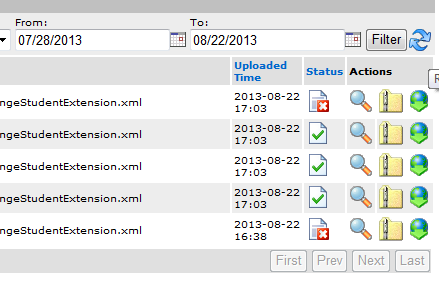 From: To:
07/28/2013 08/22/2013 Filter
Uploaded Time Status Actions
ngeStudentExtension.xml 2013-08-22 17:03
ngeStudentExtension.xml 2013-08-22 17:03
ngeStudentExtension.xml 2013-08-22 17:03
ngeStudentExtension.xml 2013-08-22 17:03
ngeStudentExtension.xml 2013-08-22 16:38
First Prev Next Last